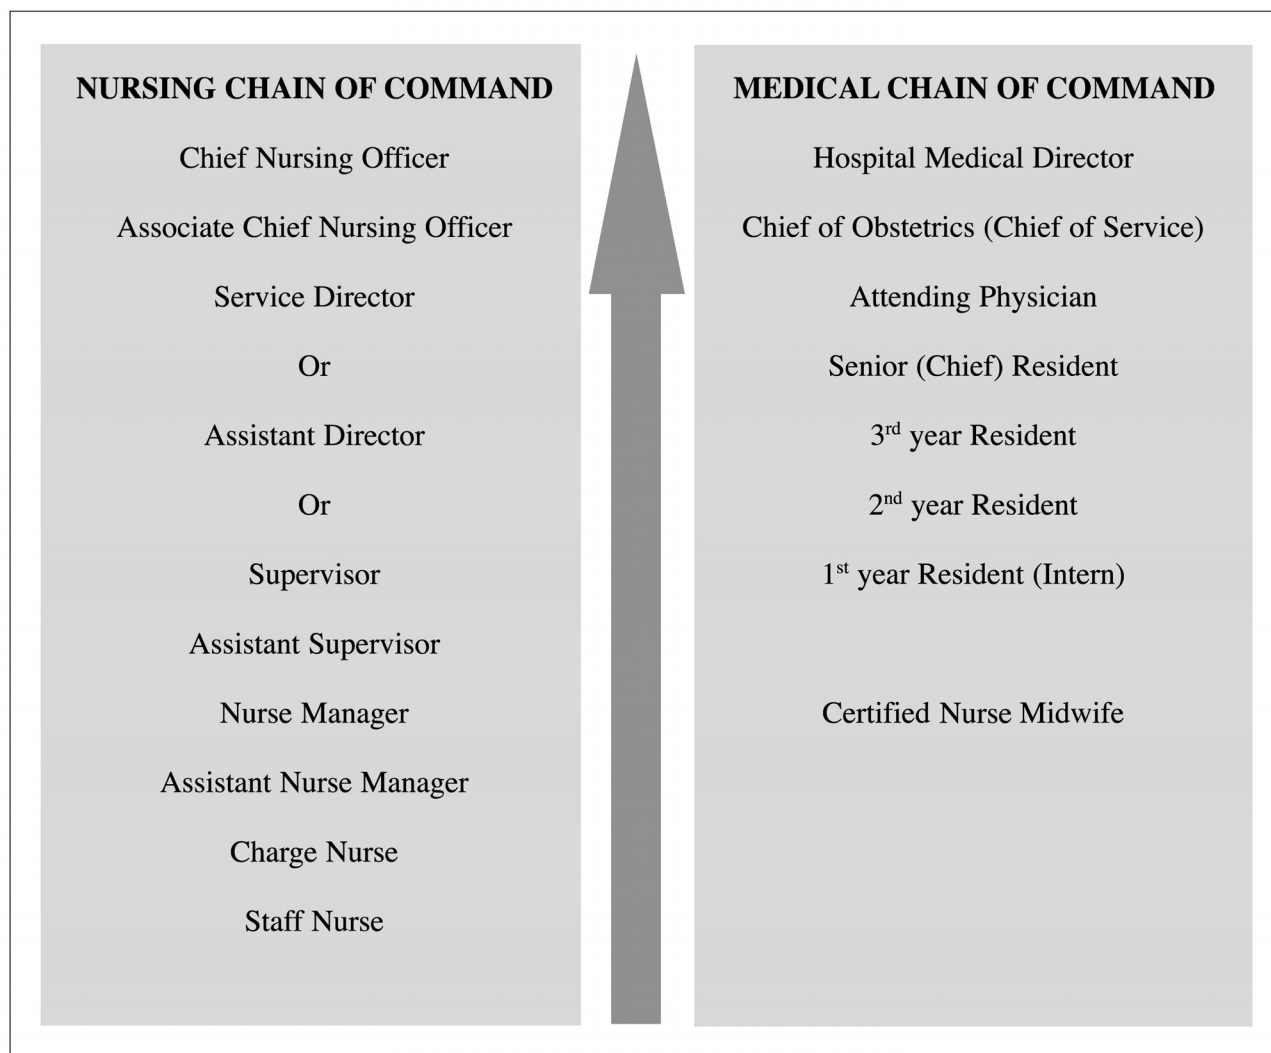 NURSING CHAIN OF COMMAND
Chief Nursing Officer
Associate Chief Nursing Officer
Service Director
Or
Assistant Director
Or
Supervisor
Assistant Supervisor
Nurse Manager
Assistant Nurse Manager
Charge Nurse
Staff Nurse
MEDICAL CHAIN OF COMMAND
Hospital Medical Director
Chief of Obstetrics (Chief of Service)
Attending Physician
Senior (Chief) Resident
3rd year Resident
2nd year Resident
1st year Resident (Intern)
Certified Nurse Midwife